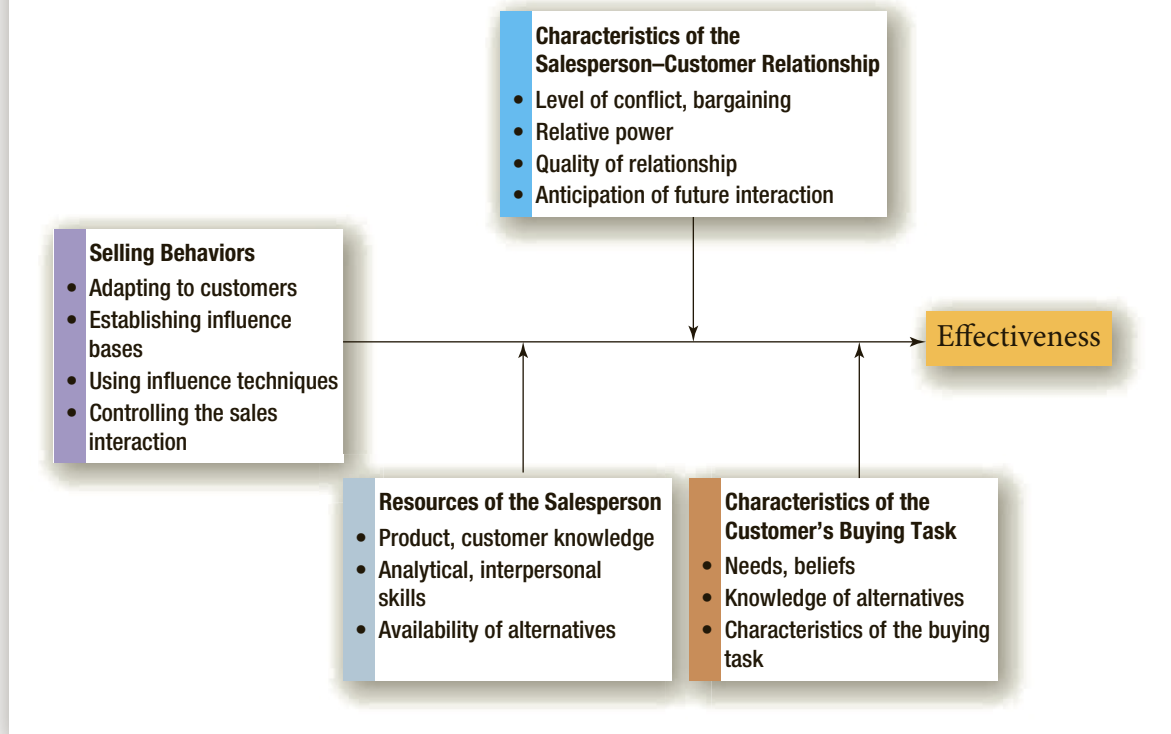 Characteristics of the
Salesperson–Customer Relationship
• Level of conflict, bargaining
• Relative power
• Quality of relationship
• Anticipation of future interaction
Selling Behaviors
• Adapting to customers
• Establishing influence
bases
• Using influence techniques
• Controlling the sales
interaction
Effectiveness
Resources of the Salesperson
• Product, customer knowledge
• Analytical, interpersonal
skills
• Availability of alternatives
Characteristics of the
Customer’s Buying Task
• Needs, beliefs
• Knowledge of alternatives
• Characteristics of the buying
task